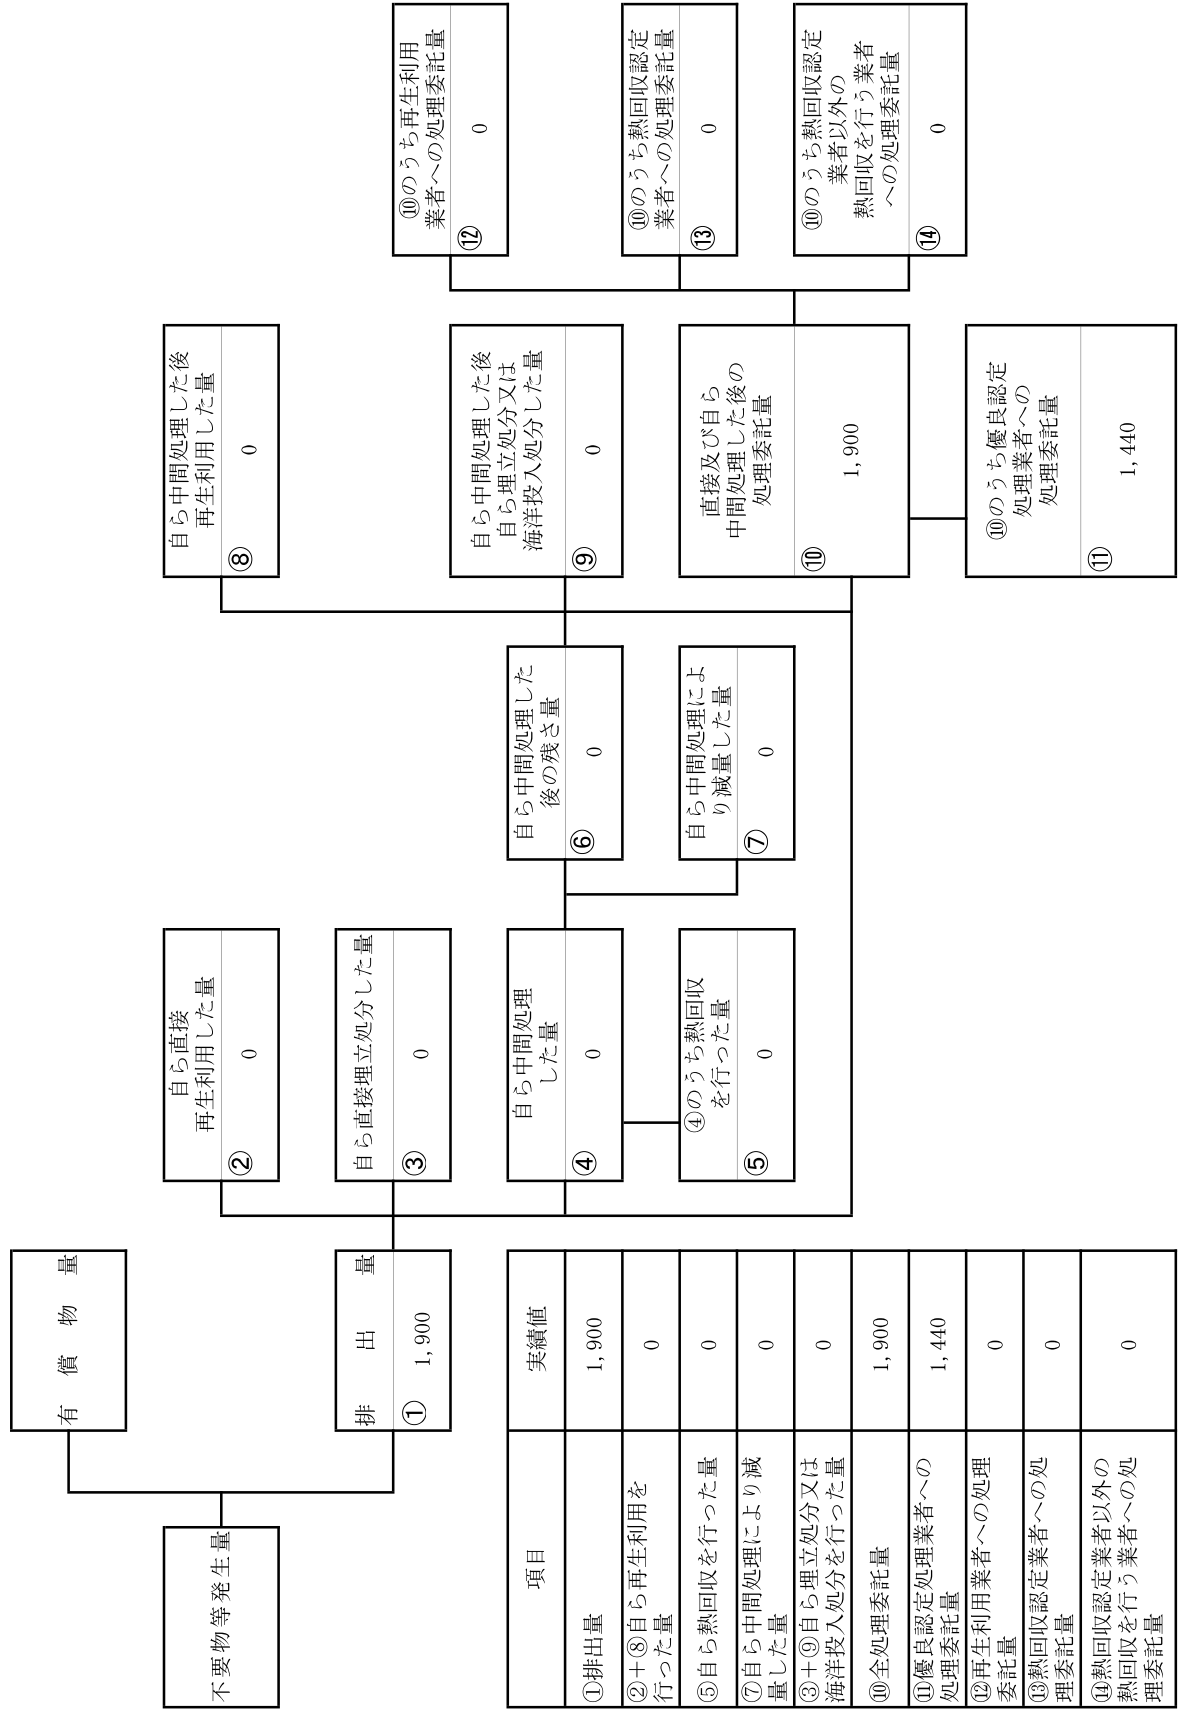 不要物等発生量
有償物量
排出量
①
1,900
自ら直接
再生利用した量
②
0
自ら直接埋立処分した量
③
0
自ら中間処理
した量
④
0
④のうち熱回収
を行った量
⑤
0
自ら中間処理した
後の残さ量
⑥
0
自ら中間処理によ
り減量した量
⑦
0
自ら中間処理した後
再生利用した量
⑧
0
自ら中間処理した後
自ら埋立処分又は
海洋投入処分した量
⑨
0
直接及び自ら
中間処理した後の
処理委託量
⑩
1,900
⑩のうち優良認定
処理業者への
処理委託量
⑪
1,440
⑩のうち再生利用
業者への処理委託量
⑫
0
⑩のうち熱回収認定
業者への処理委託量
⑬
0
⑩のうち熱回収認定
業者以外の
熱回収を行う業者
への処理委託量
⑭
0
項目 実績値
①排出量 1,900
②+⑧自ら再生利用を
行った量 0
⑤自ら熱回収を行った量 0
⑦自ら中間処理により減
量した量 0
③+⑨自ら埋立処分又は
海洋投入処分を行った量 0
⑩全処理委託量 1,900
⑪優良認定処理業者への
処理委託量 1,440
⑫再生利用業者への処理
委託量 0
⑬熱回収認定業者への処
理委託量 0
⑭熱回収認定業者以外の
熱回収を行う業者への処
理委託量 0